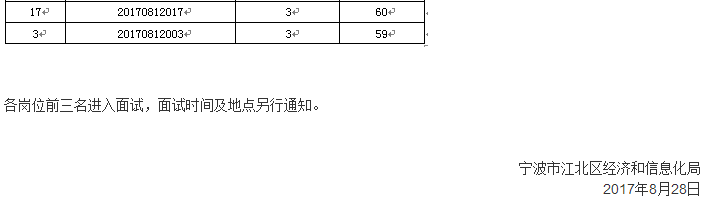 17 20170812017 3 60
3 20170812003 3 59
各岗位前三名进入面试，面试时间及地点另行通知。
宁波市江北区经济和信息化局
2017年8月28日